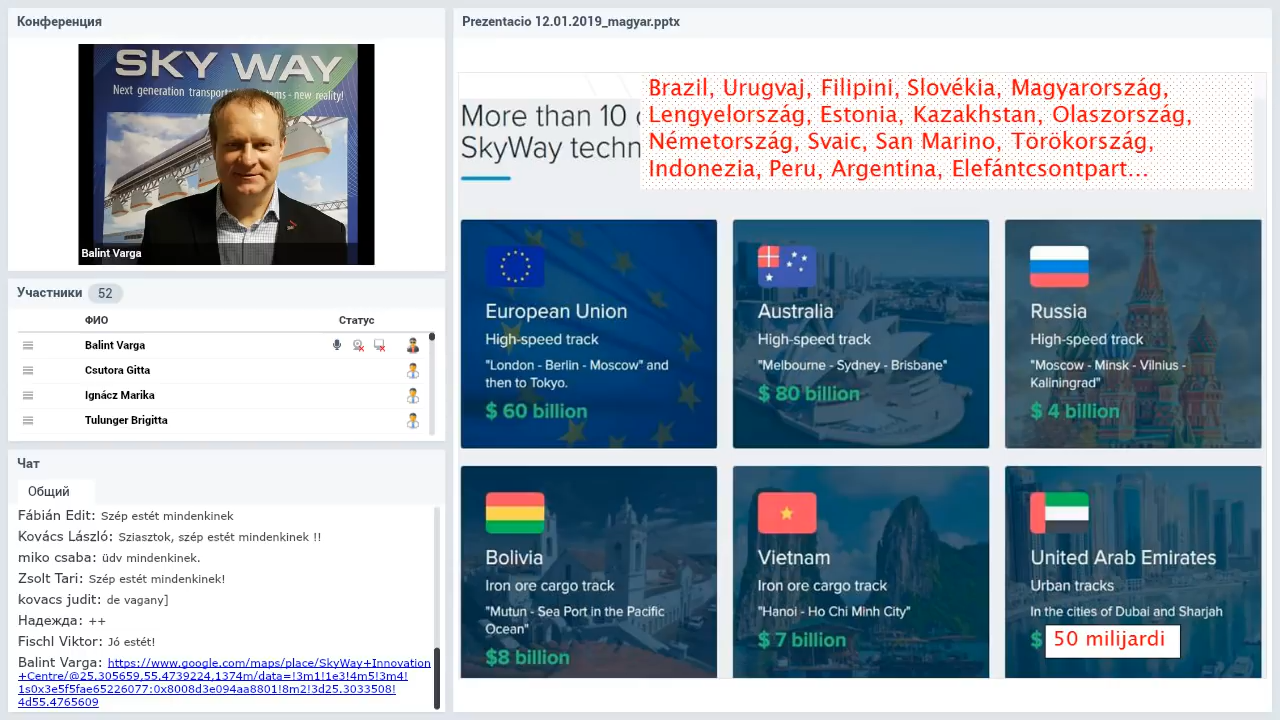 Конференция
SKY WAY
Next generation transporta ems - new reality!
Balint Varga
Участники 52
ФИО Статус
Balint Varga
Csutora Gitta
Ignácz Marika
Tulunger Brigitta
Чат
Общий
Fábián Edit: Szép estét mindenkinek
Kovács László: Sziasztok, szép estét mindenkinek !!
miko csaba: üdv mindenkinek.
Zsolt Tari: Szép estét mindenkinek!
kovacs judit: de vagany]
Надежда: ++
Fischl Viktor: Jó estét!
Balint Varga: https://www.google.com/maps/place/SkyWay+Innovation
+Centre/@25.305659,55.4739224,1374m/data=!3m1!1e3!4m5!3m4!
1s0x3e5f5fae65226077:0x8008d3e094aa8801!8m2!3d25.3033508!
4d55.4765609
Prezentacio 12.01.2019_magyar.pptx
More than 10
SkyWay techn
Brazil, Urugvaj, Filipini, Slovékia, Magyarország,
Lengyelország, Estonia, Kazakhstan, Olaszország,
Németország, Svaic, San Marino, Törökország,
Indonezia, Peru, Argentina, Elefántcsontpart...
European Union
High-speed track
"London - Berlin - Moscow" and
then to Tokyo.
$ 60 billion
Australia
High-speed track
"Melbourne - Sydney - Brisbane"
$ 80 billion
Russia
High-speed track
"Moscow - Minsk - Vilnius -
Kaliningrad"
$ 4 billion
Bolivia
Iron ore cargo track
"Mutun - Sea Port in the Pacific
Ocean"
$8 billion
Vietnam
Iron ore cargo track
"Hanoi - Ho Chi Minh City"
$ 7 billion
United Arab Emirates
Urban tracks
In the cities of Dubai and Sharjah
$ 50 milijardi